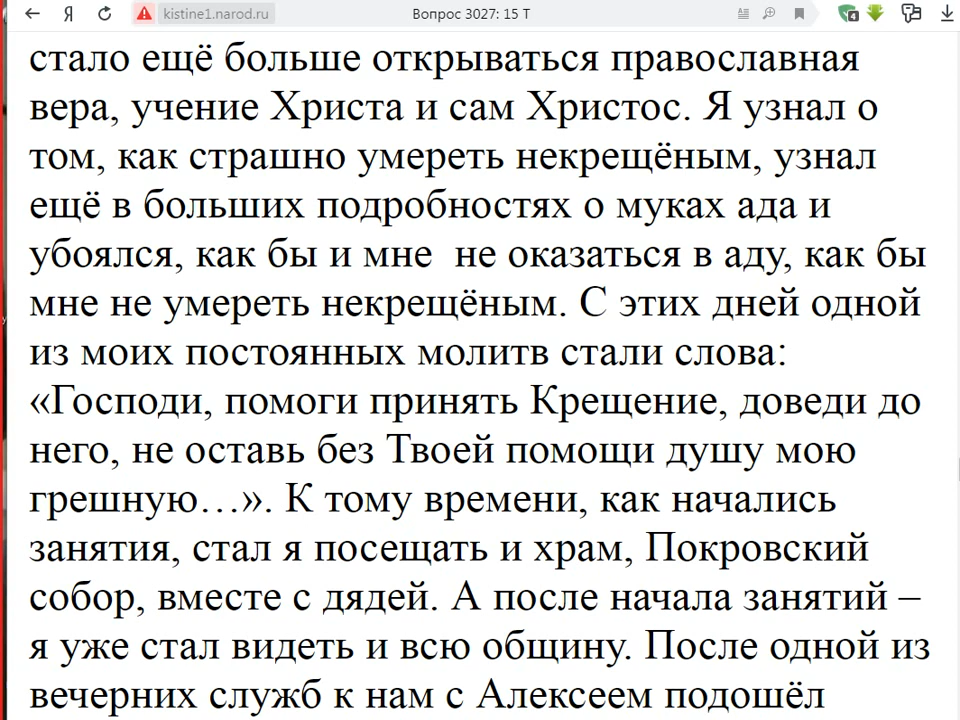 Я kistine1.narod.ru Вопрос 3027: 15 Т 4
стало ещё больше открываться православная
вера, учение Христа и сам Христос. Я узнал о
том, как страшно умереть некрещёным, узнал
ещё в больших подробностях о муках ада и
убоялся, как бы и мне  не оказаться в аду, как бы
мне не умереть некрещёным. С этих дней одной
из моих постоянных молитв стали слова:
«Господи, помоги принять Крещение, доведи до
него, не оставь без Твоей помощи душу мою
грешную…». К тому времени, как начались
занятия, стал я посещать и храм, Покровский
собор, вместе с дядей. А после начала занятий –
я уже стал видеть и всю общину. После одной из
вечерних служб к нам с Алексеем подошёл